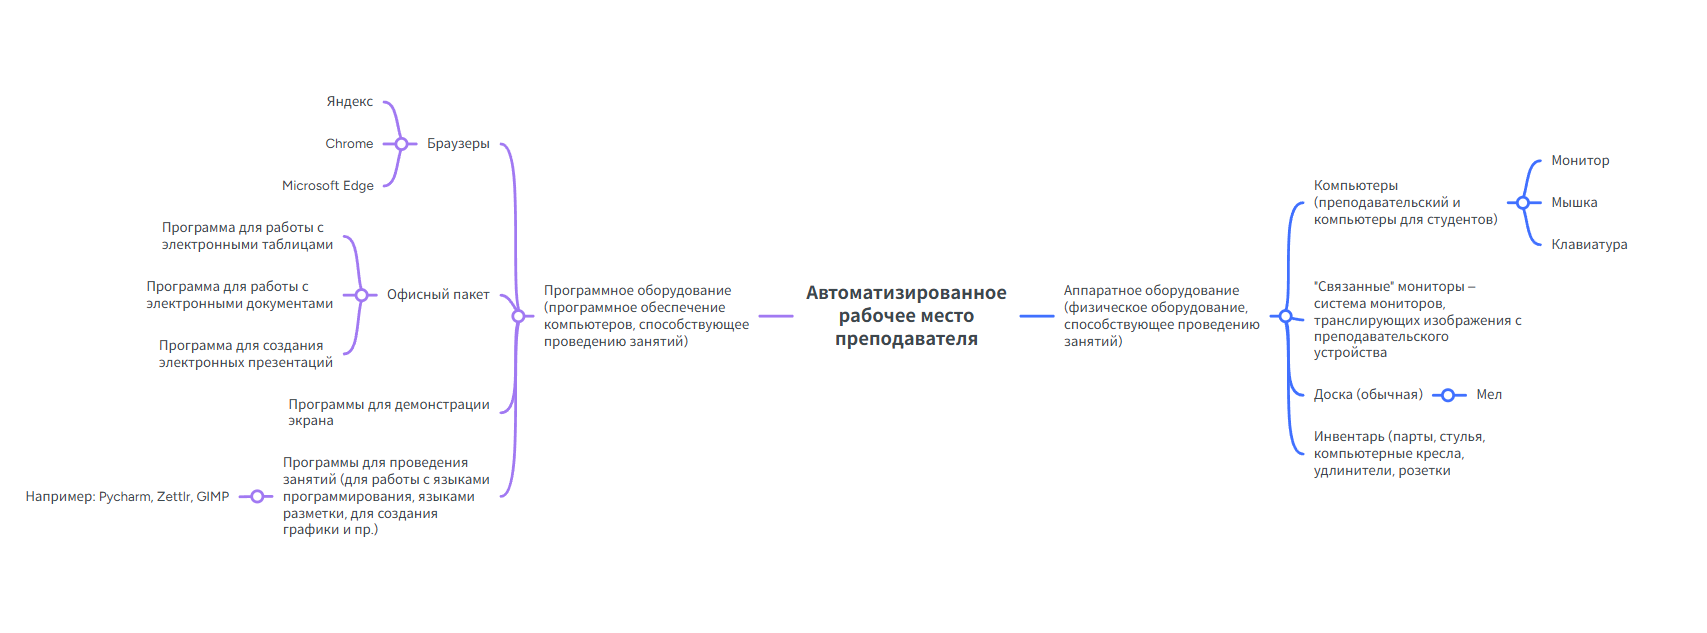 Яндекс
Chrome
Microsoft Edge
Браузеры
Программа для работы с
электронными таблицами
Программа для работы с
электронными документами
Программа для создания
электронных презентаций
Офисный пакет
Программы для демонстрации
экрана
Например: Pycharm, Zettlr, GIMP
Программы для проведения
занятий (для работы с языками
программирования, языками
разметки, для создания
графики и пр.)
Программное оборудование
(программное обеспечение
компьютеров, способствующее
проведению занятий)
Автоматизированное
рабочее место
преподавателя
Аппаратное оборудование
(физическое оборудование,
способствующее проведению
занятий)
Компьютеры
(преподавательский и
компьютеры для студентов)
Монитор
Мышка
Клавиатура
"Связанные" мониторы –
система мониторов,
транслирующих изображения с
преподавательского
устройства
Доска (обычная)
Мел
Инвентарь (парты, стулья,
компьютерные кресла,
удлинители, розетки